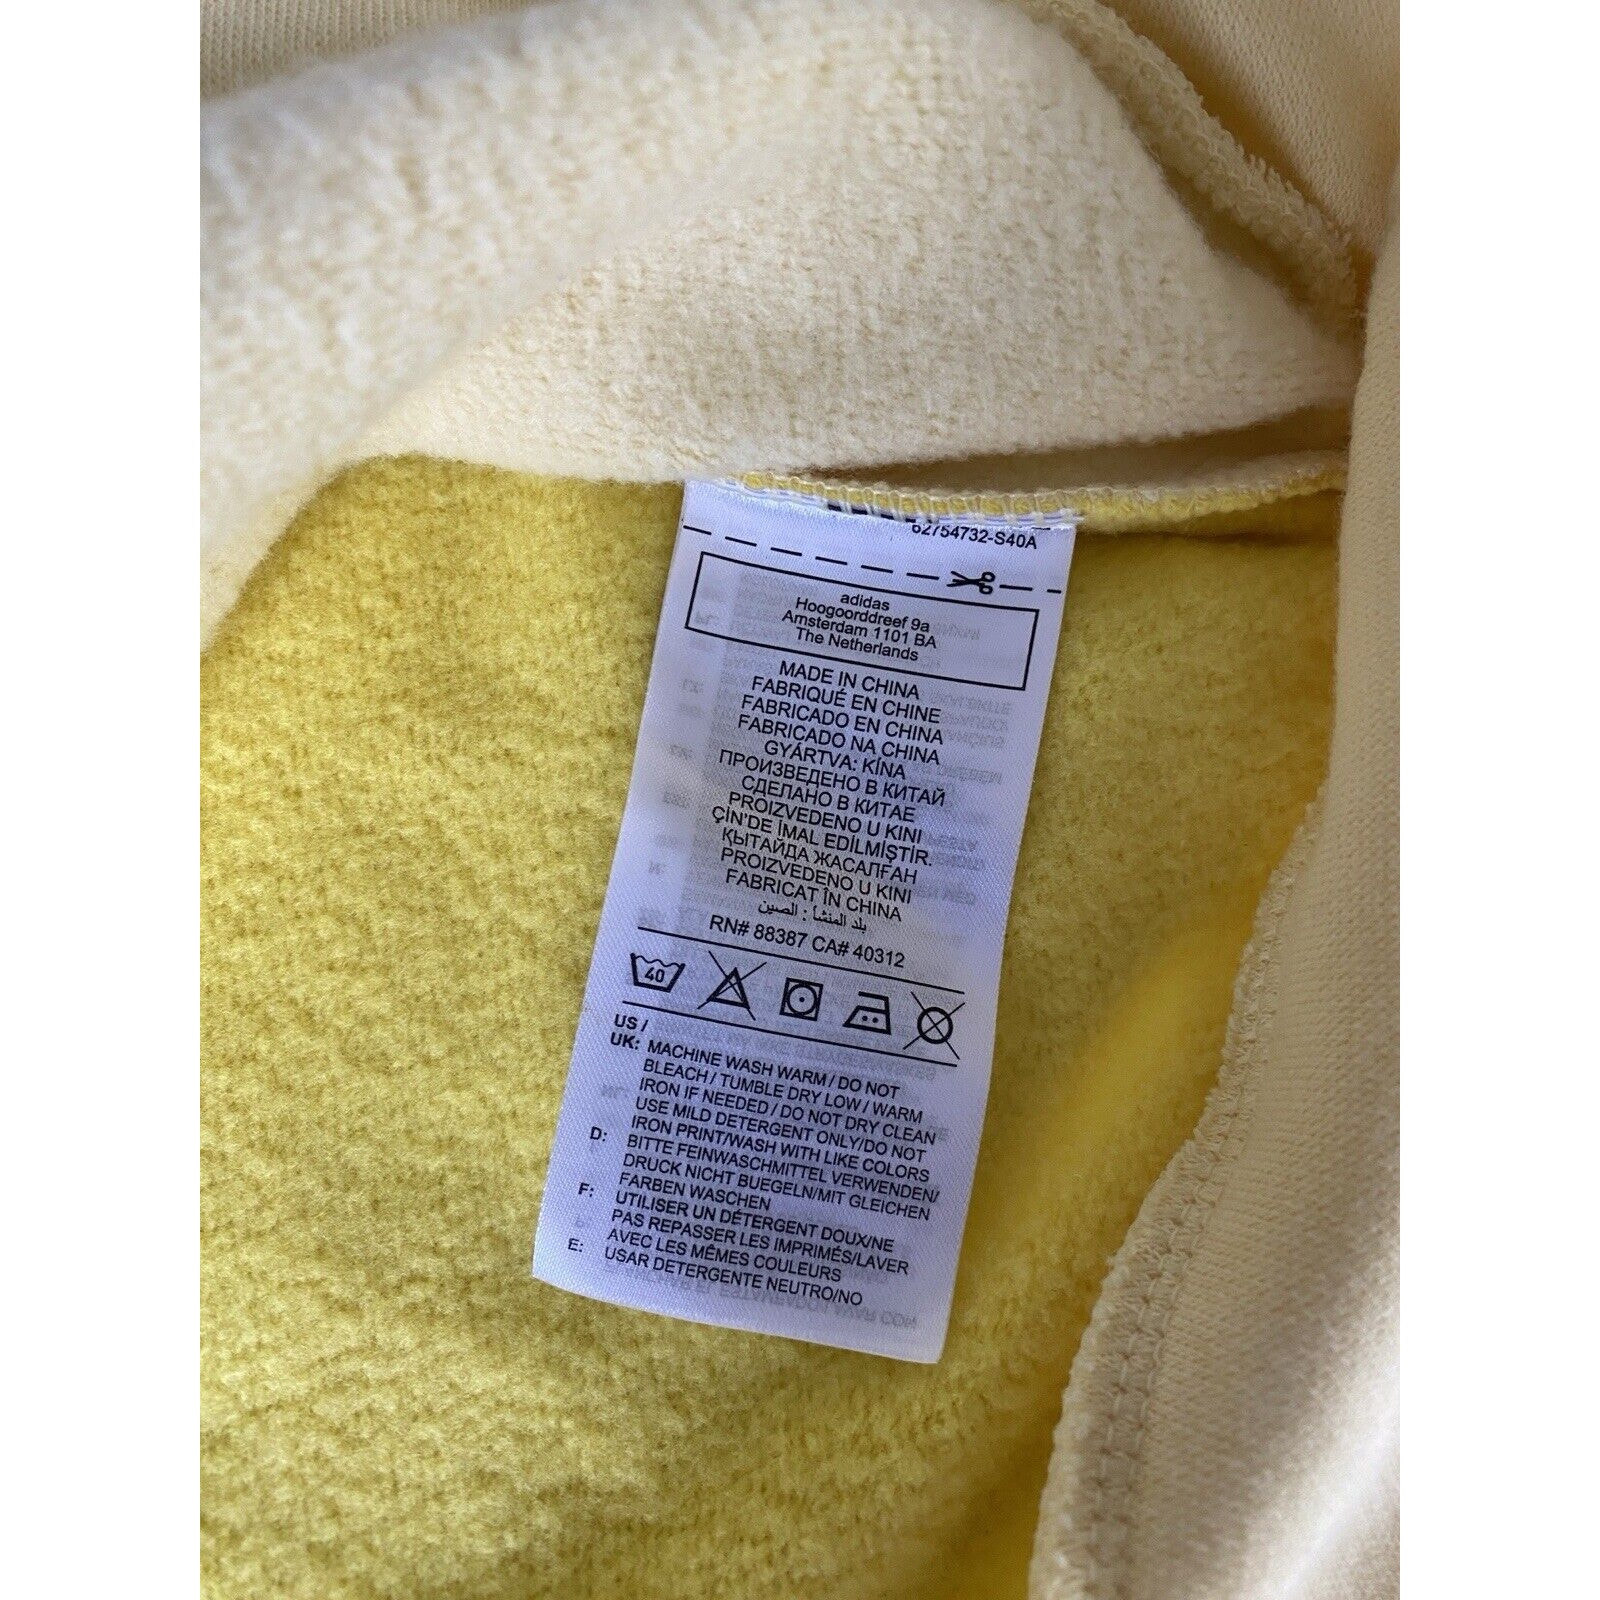 62754732-S40A
adidas
Hoogoorddreef 9a
Amsterdam 1101 BA
The Netherlands
MADE IN CHINA
FABRIQUÉ EN CHINE
FABRICADO EN CHINA
FABRICADO NA CHINA
GYÁRTVA: KÍNA
ПРОИЗВЕДЕНО В КИТАЙ
СДЕЛАНО В КИТАЕ
PROIZVEDENO U KINI
ÇİN'DE İMAL EDİLMİŞTİR.
ҚЫТАЙДА ЖАСАЛҒАН
PROIZVEDENO U KINI
FABRICAT ÎN CHINA
بلد المنشأ : الصين
RN# 88387 CA# 40312
40
US /
UK: MACHINE WASH WARM / DO NOT
BLEACH / TUMBLE DRY LOW / WARM
IRON IF NEEDED / DO NOT DRY CLEAN
USE MILD DETERGENT ONLY/DO NOT
IRON PRINT/WASH WITH LIKE COLORS
D: BITTE FEINWASCHMITTEL VERWENDEN/
DRUCK NICHT BUEGELN/MIT GLEICHEN
FARBEN WASCHEN
F: UTILISER UN DÉTERGENT DOUX/NE
PAS REPASSER LES IMPRIMÉS/LAVER
AVEC LES MÊMES COULEURS
E: USAR DETERGENTE NEUTRO/NO